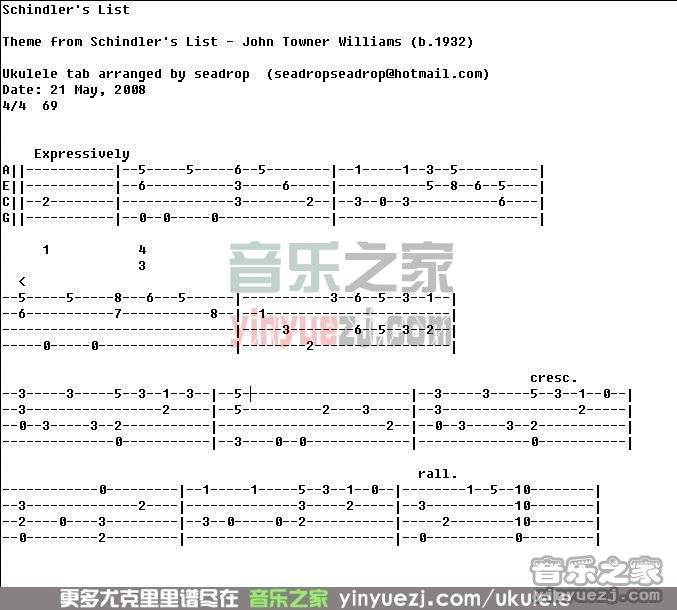 Schindler's List
Theme from Schindler's List - John Towner Williams (b.1932)
Ukulele tab arranged by seadrop  (seadropseadrop@hotmail.com)
Date: 21 May, 2008
4/4  69
Expressively
A||-----------|--5-----5-----6--5--------|--1-----1--3--5----------|
E||-----------|--6-----------3-----6-----|-----------5--8--6--5----|
C||--2--------|--------------3--------2--|--3--0--3-----------6----|
G||-----------|--0--0-----0--------------|-------------------------|
1           4
3
<
--5-----5-----8---6--5------|------------3--6--5--3--1--|
--6-----------7-----------8--|--1-----------------------|
-----------------------------|-----3--------6--5--3--2--|
-----0-----0-----------------|--------2-----------------|
音乐之家
yinyuezj.com
cresc.
--3-----3-----5--3--1--3--|--5---------------------|--3-----3-----5--3--1--0--|
--3-----------------2-----|--5----------2----3-----|--3-----------------2-----|
--0--3-----3--2-----------|---------------------2--|--0--3-----3--2-----------|
--------------0-----------|--3----0--0-------------|--------------0-----------|
rall.
------------0---------|--1-----1-----5--3--1--0--|--------1--5--10--------|
--3--------------2----|--------------3-----2-----|--3-----------10--------|
--2----0----3---------|--3--0-----0--2-----------|-----2--------10--------|
--0---------2---------|--------------------------|--0-----------0---------|
音乐之家
yinyuezj.com
更多尤克里里谱尽在 音乐之家 yinyuezj.com/ukulele